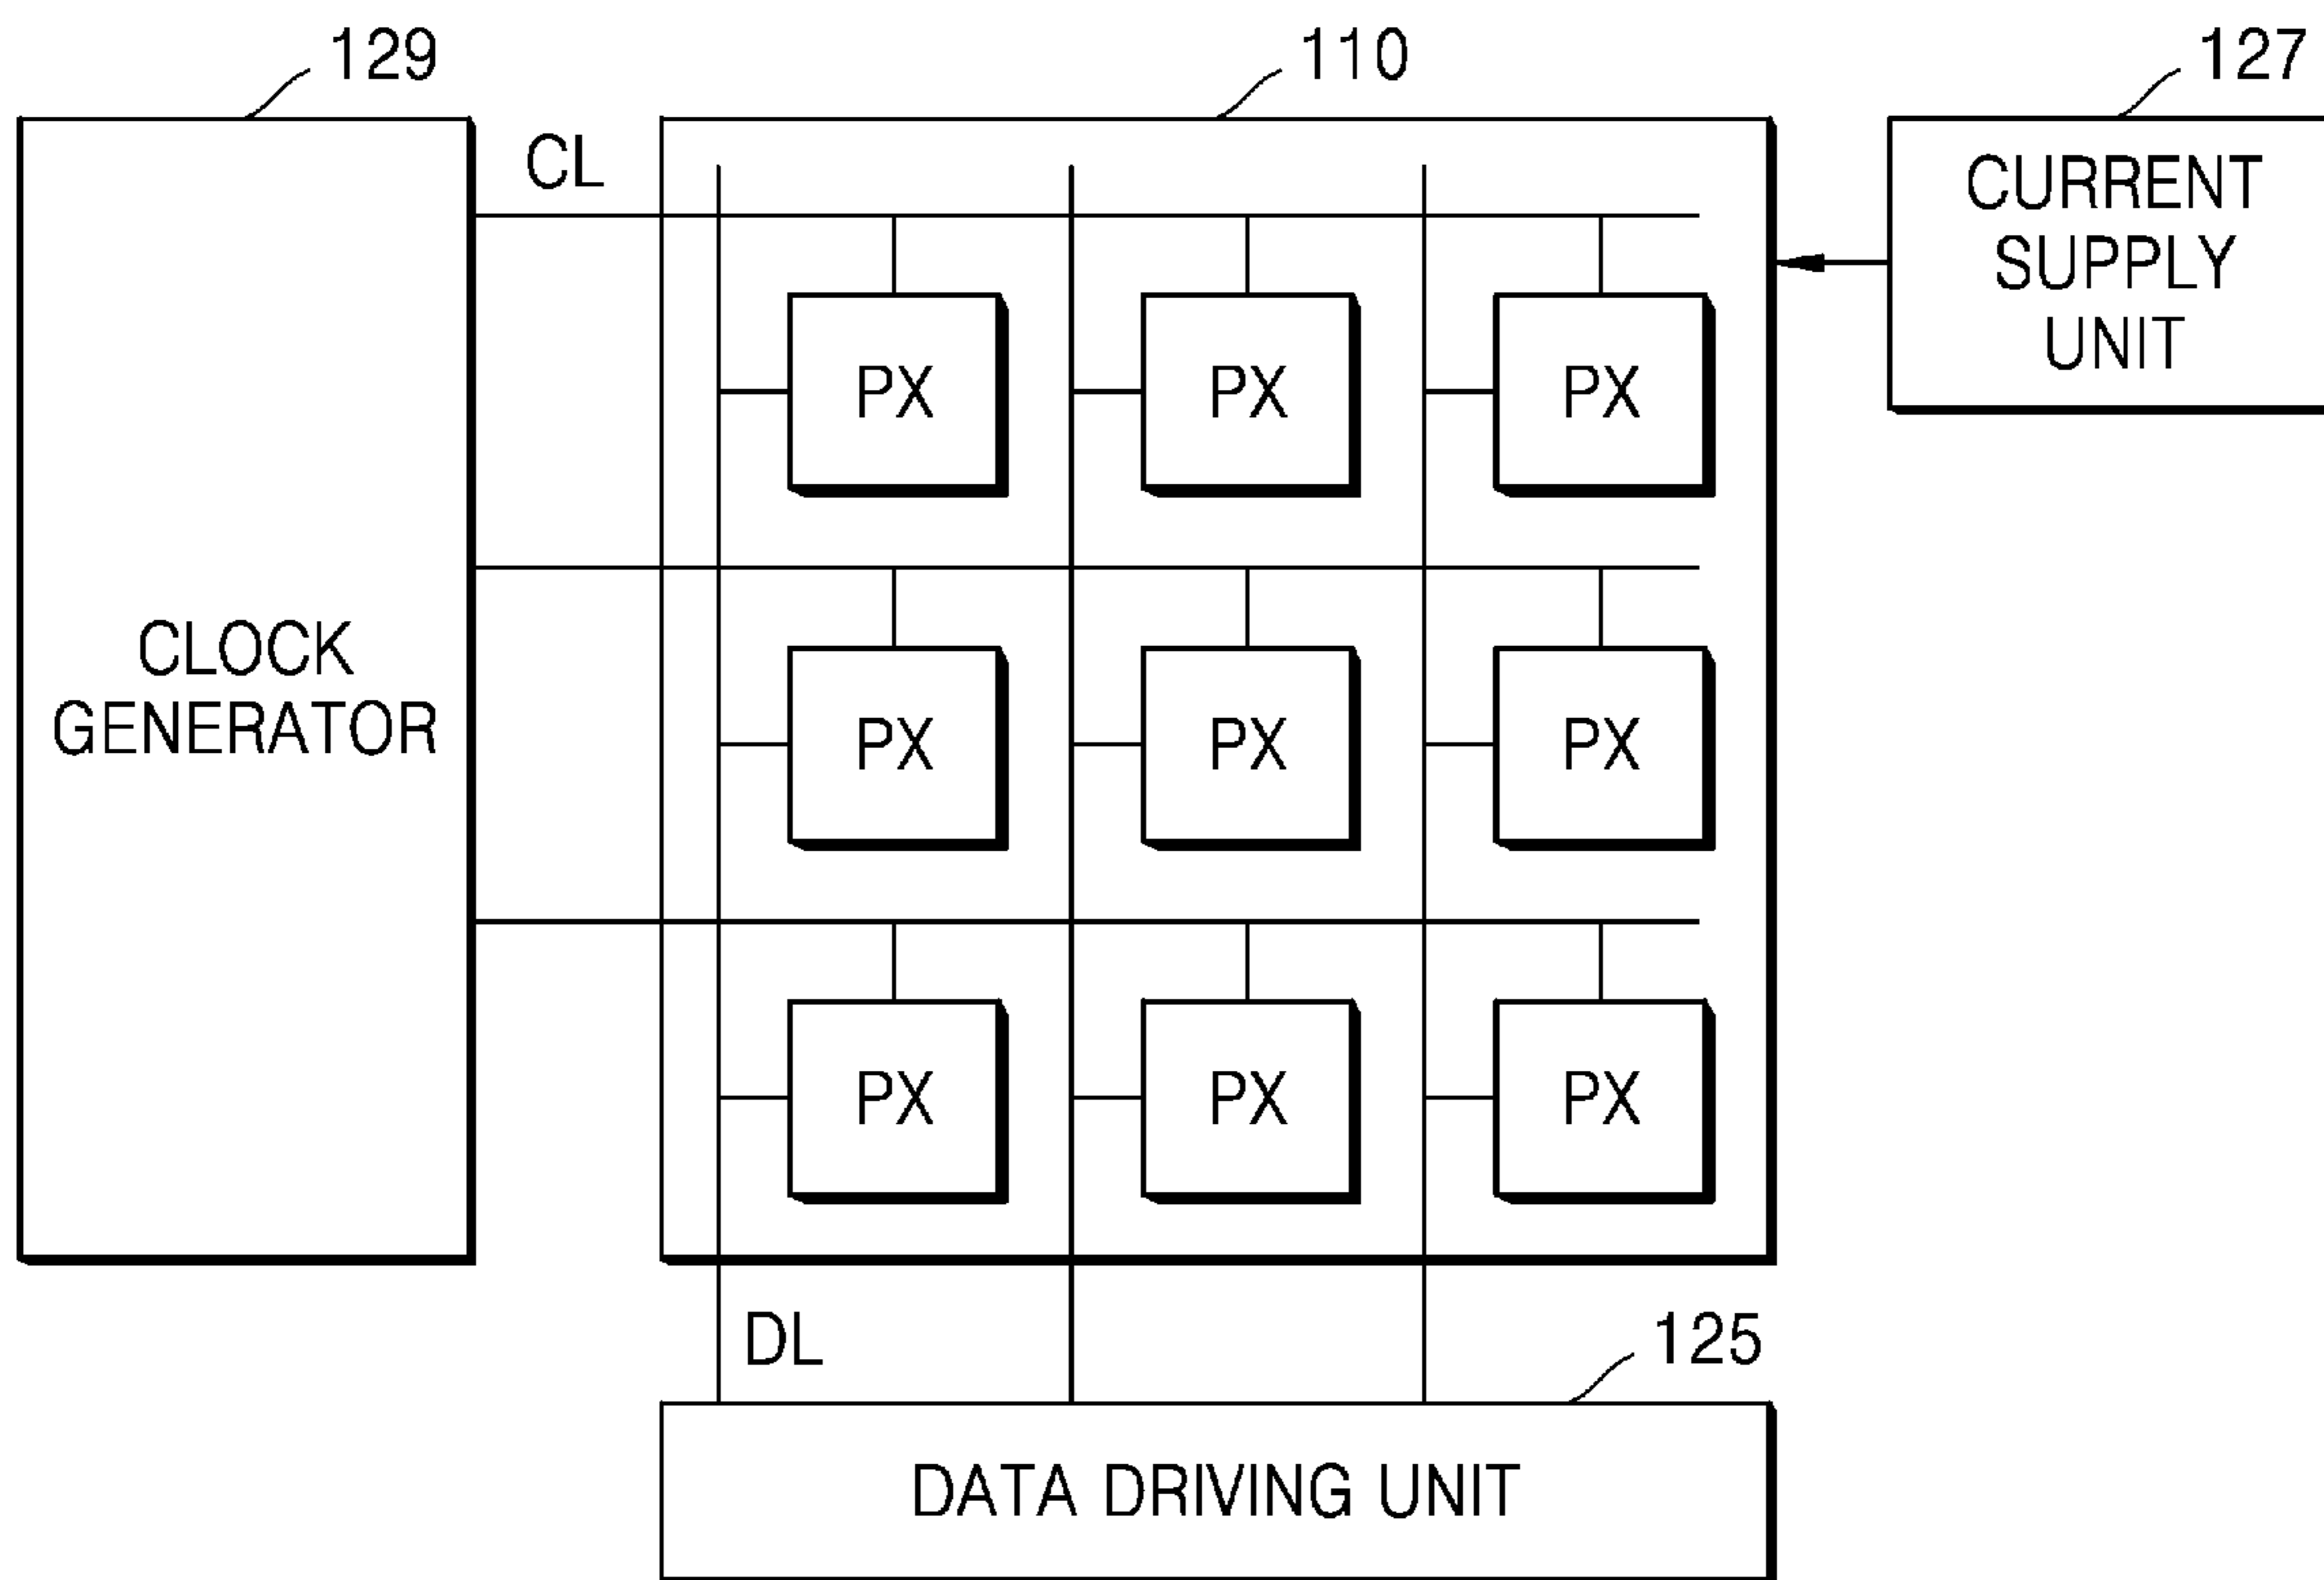 129
110
127
CL
CURRENT
SUPPLY
UNIT
PX PX PX
CLOCK
GENERATOR
PX PX PX
PX PX PX
DL
125
DATA DRIVING UNIT